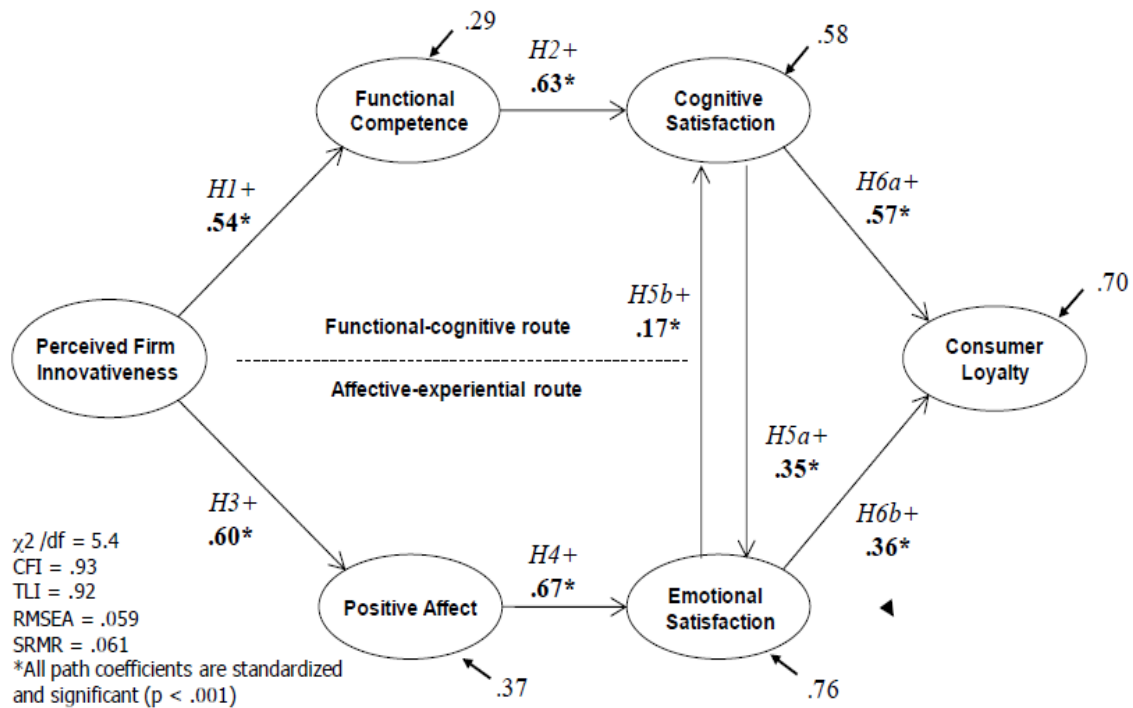 .29
H2+
.63*
.58
Functional
Competence
Cognitive
Satisfaction
H1+
.54*
H6a+
.57*
H5b+
.17*
.70
Functional-cognitive route
Perceived Firm
Innovativeness
Consumer
Loyalty
Affective-experiential route
H5a+
.35*
H3+
.60*
H6b+
.36*
H4+
.67*
Positive Affect
Emotional
Satisfaction
.37
.76
χ2 /df = 5.4
CFI = .93
TLI = .92
RMSEA = .059
SRMR = .061
*All path coefficients are standardized
and significant (p < .001)